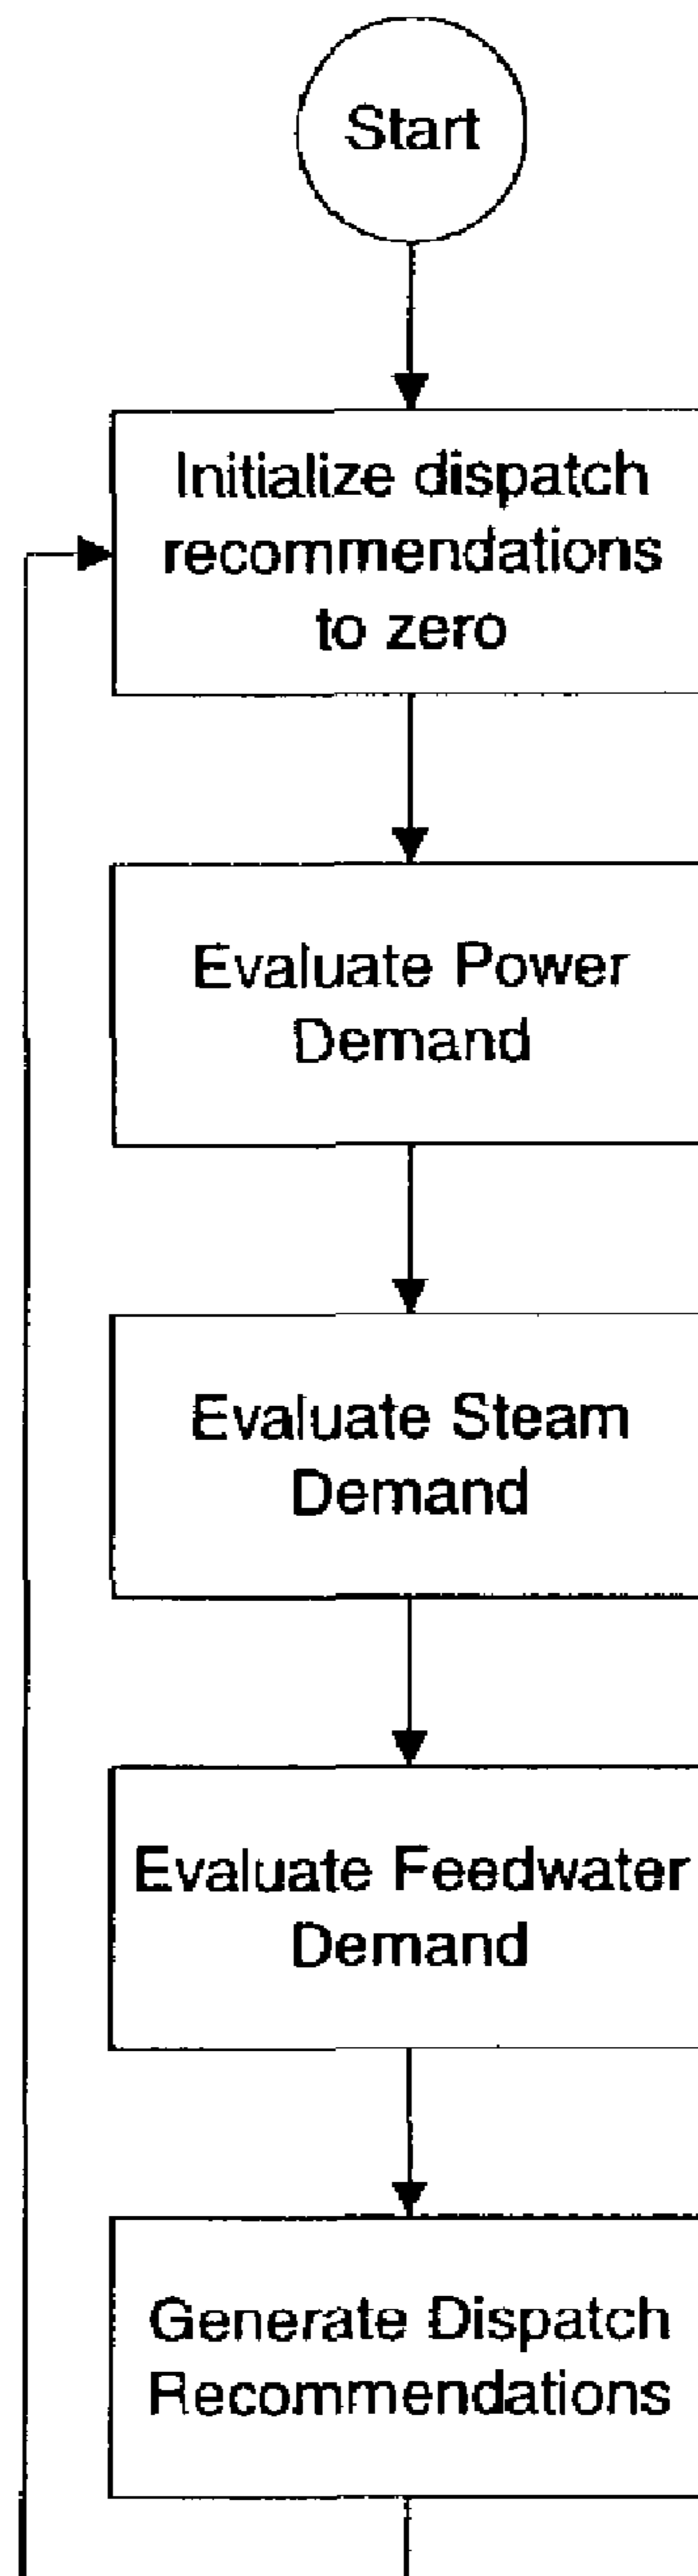 Start
Initialize dispatch
recommendations
to zero
Evaluate Power
Demand
Evaluate Steam
Demand
Evaluate Feedwater
Demand
Generate Dispatch
Recommendations